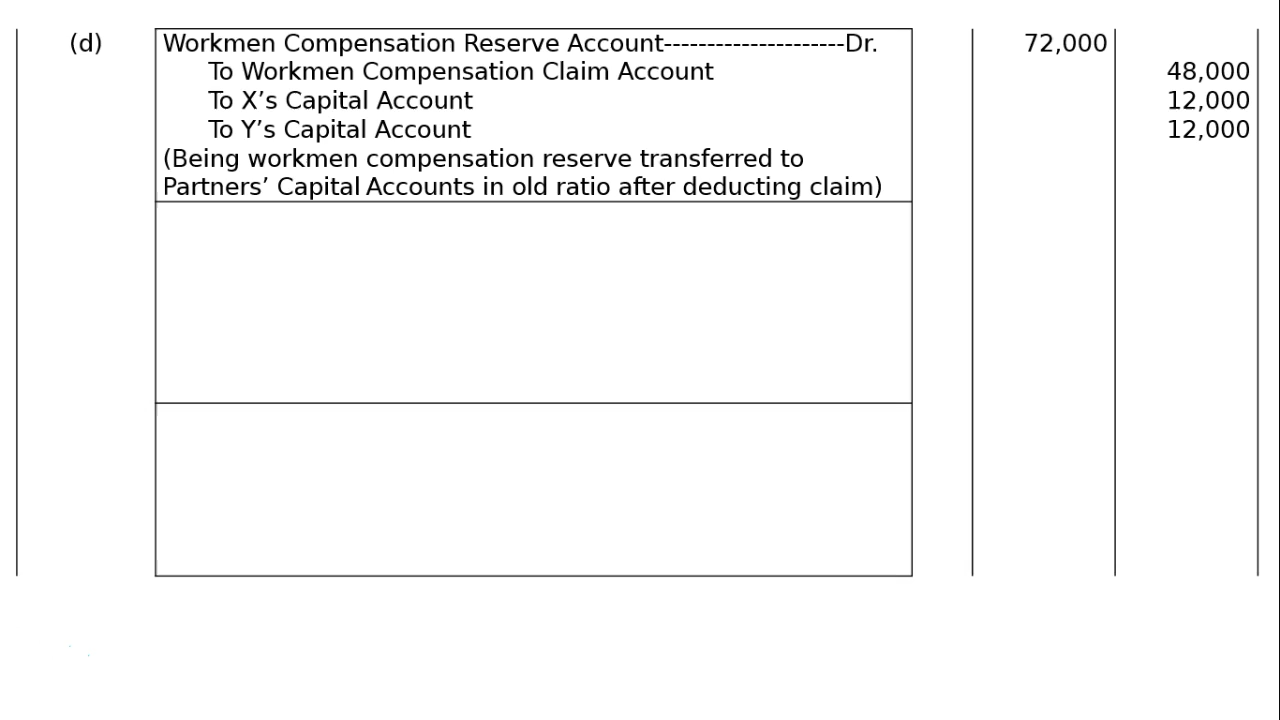 (d) Workmen Compensation Reserve Account---------------------Dr. 72,000
To Workmen Compensation Claim Account 48,000
To X’s Capital Account 12,000
To Y’s Capital Account 12,000
(Being workmen compensation reserve transferred to
Partners’ Capital Accounts in old ratio after deducting claim)